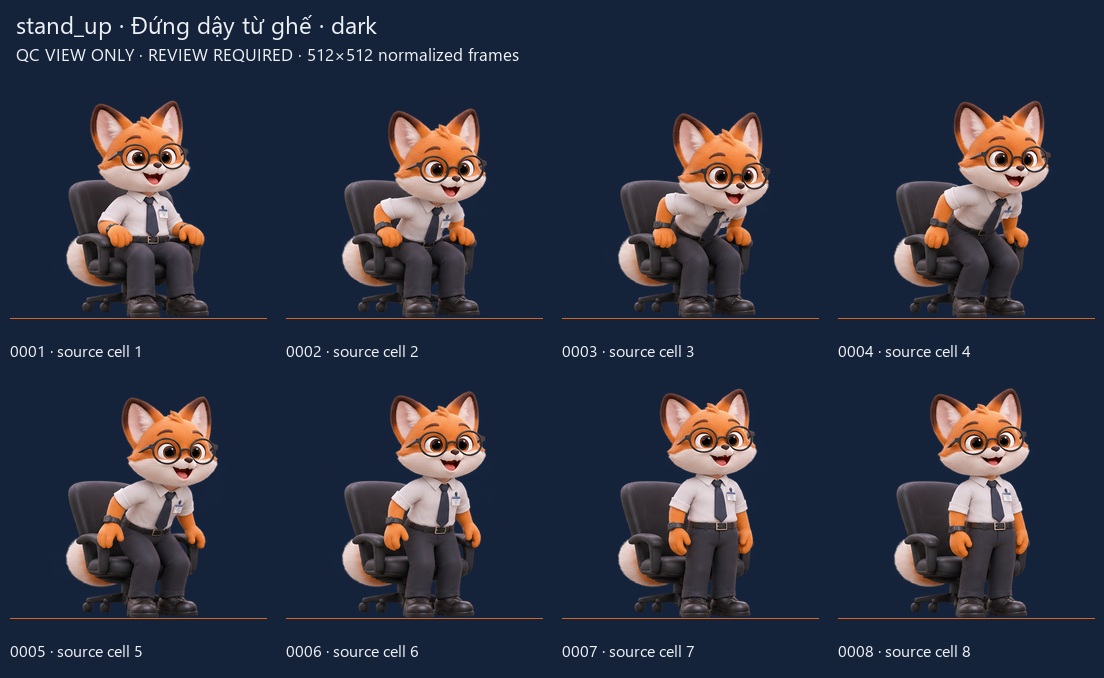 stand_up · Đứng dậy từ ghế · dark
QC VIEW ONLY · REVIEW REQUIRED · 512×512 normalized frames
0001 · source cell 1
0002 · source cell 2
0003 · source cell 3
0004 · source cell 4
0005 · source cell 5
0006 · source cell 6
0007 · source cell 7
0008 · source cell 8